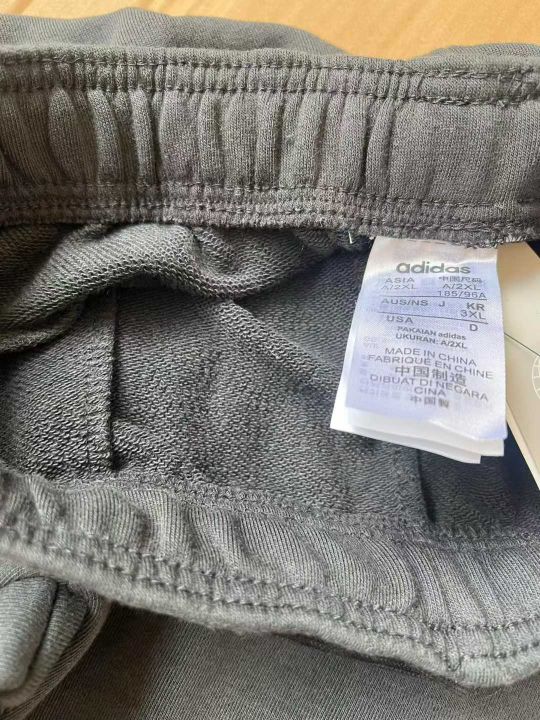 adidas
ASIA 中国尺码
A/2XL A/2XL
185/96A
AUS/NS J KR
3XL
USA D
PAKAIAN adidas
UKURAN: A/2XL
MADE IN CHINA
FABRIQUÉ EN CHINE
中国制造
DIBUAT DI NEGARA
CINA
中国製